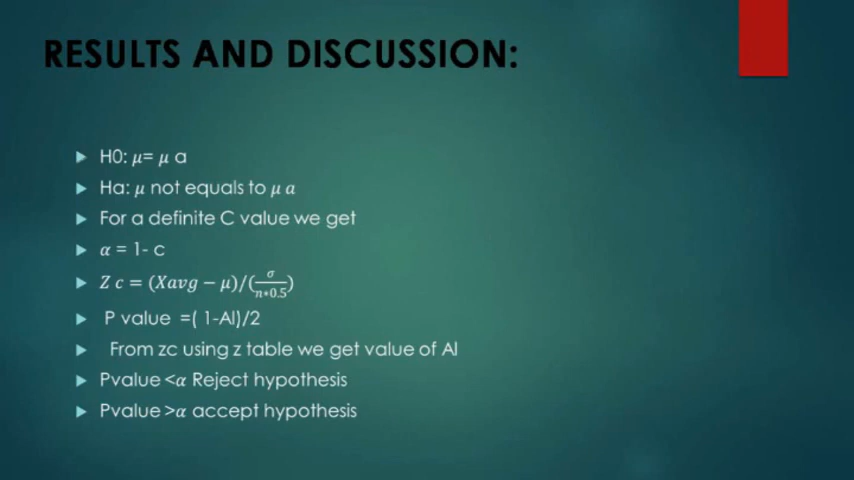 RESULTS AND DISCUSSION:
H0: μ= μ a
Ha: μ not equals to μ a
For a definite C value we get
α = 1- c
Z c = (Xavg − μ)/(σ/n∗0.5)
P value =( 1-Al)/2
From zc using z table we get value of Al
Pvalue <α Reject hypothesis
Pvalue >α accept hypothesis